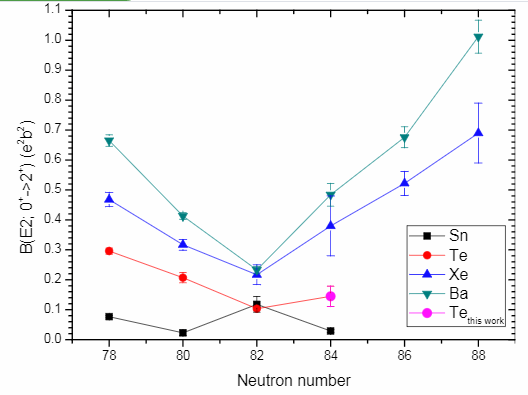 1.1
1.0
0.9
0.8
0.7
0.6
0.5
0.4
0.3
0.2
0.1
0.0
B(E2; 0⁺->2⁺) (e²b²)
78 80 82 84 86 88
Neutron number
Sn
Te
Xe
Ba
Te this work